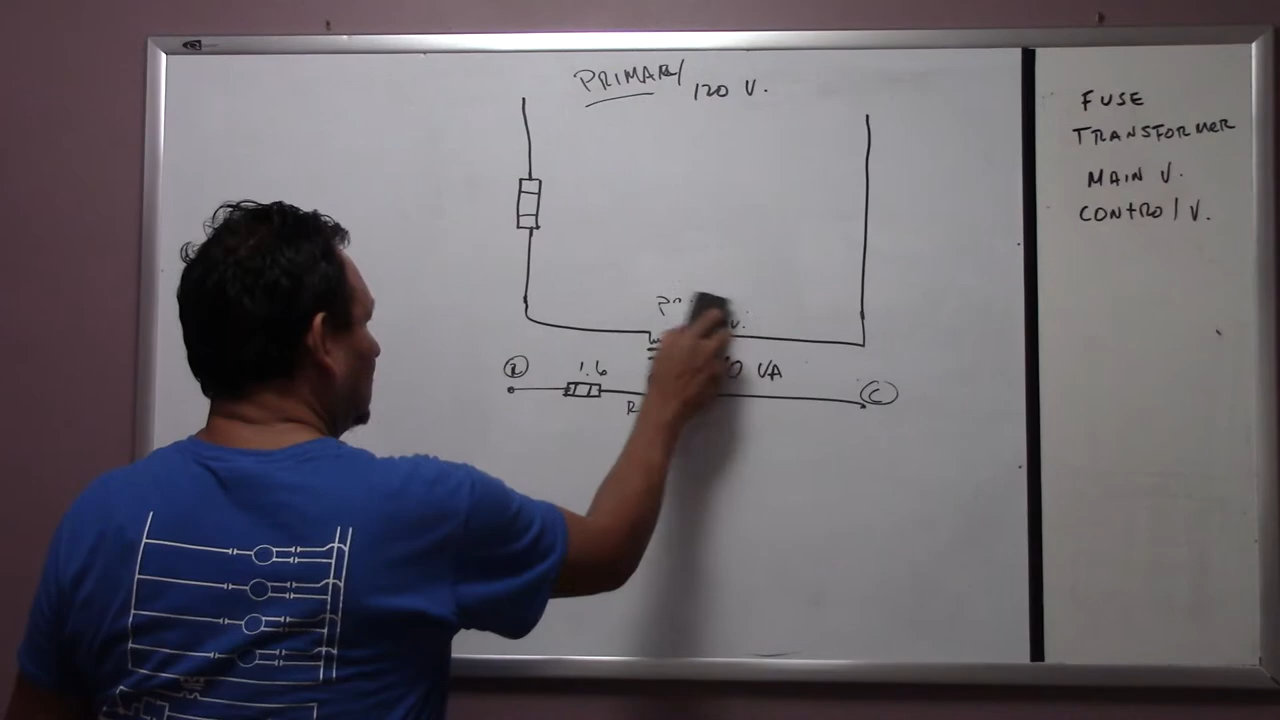 PRIMARY
120 V.
FUSE
TRANSFORMER
MAIN V.
CONTROL V.
R
1.6
VA
C
R